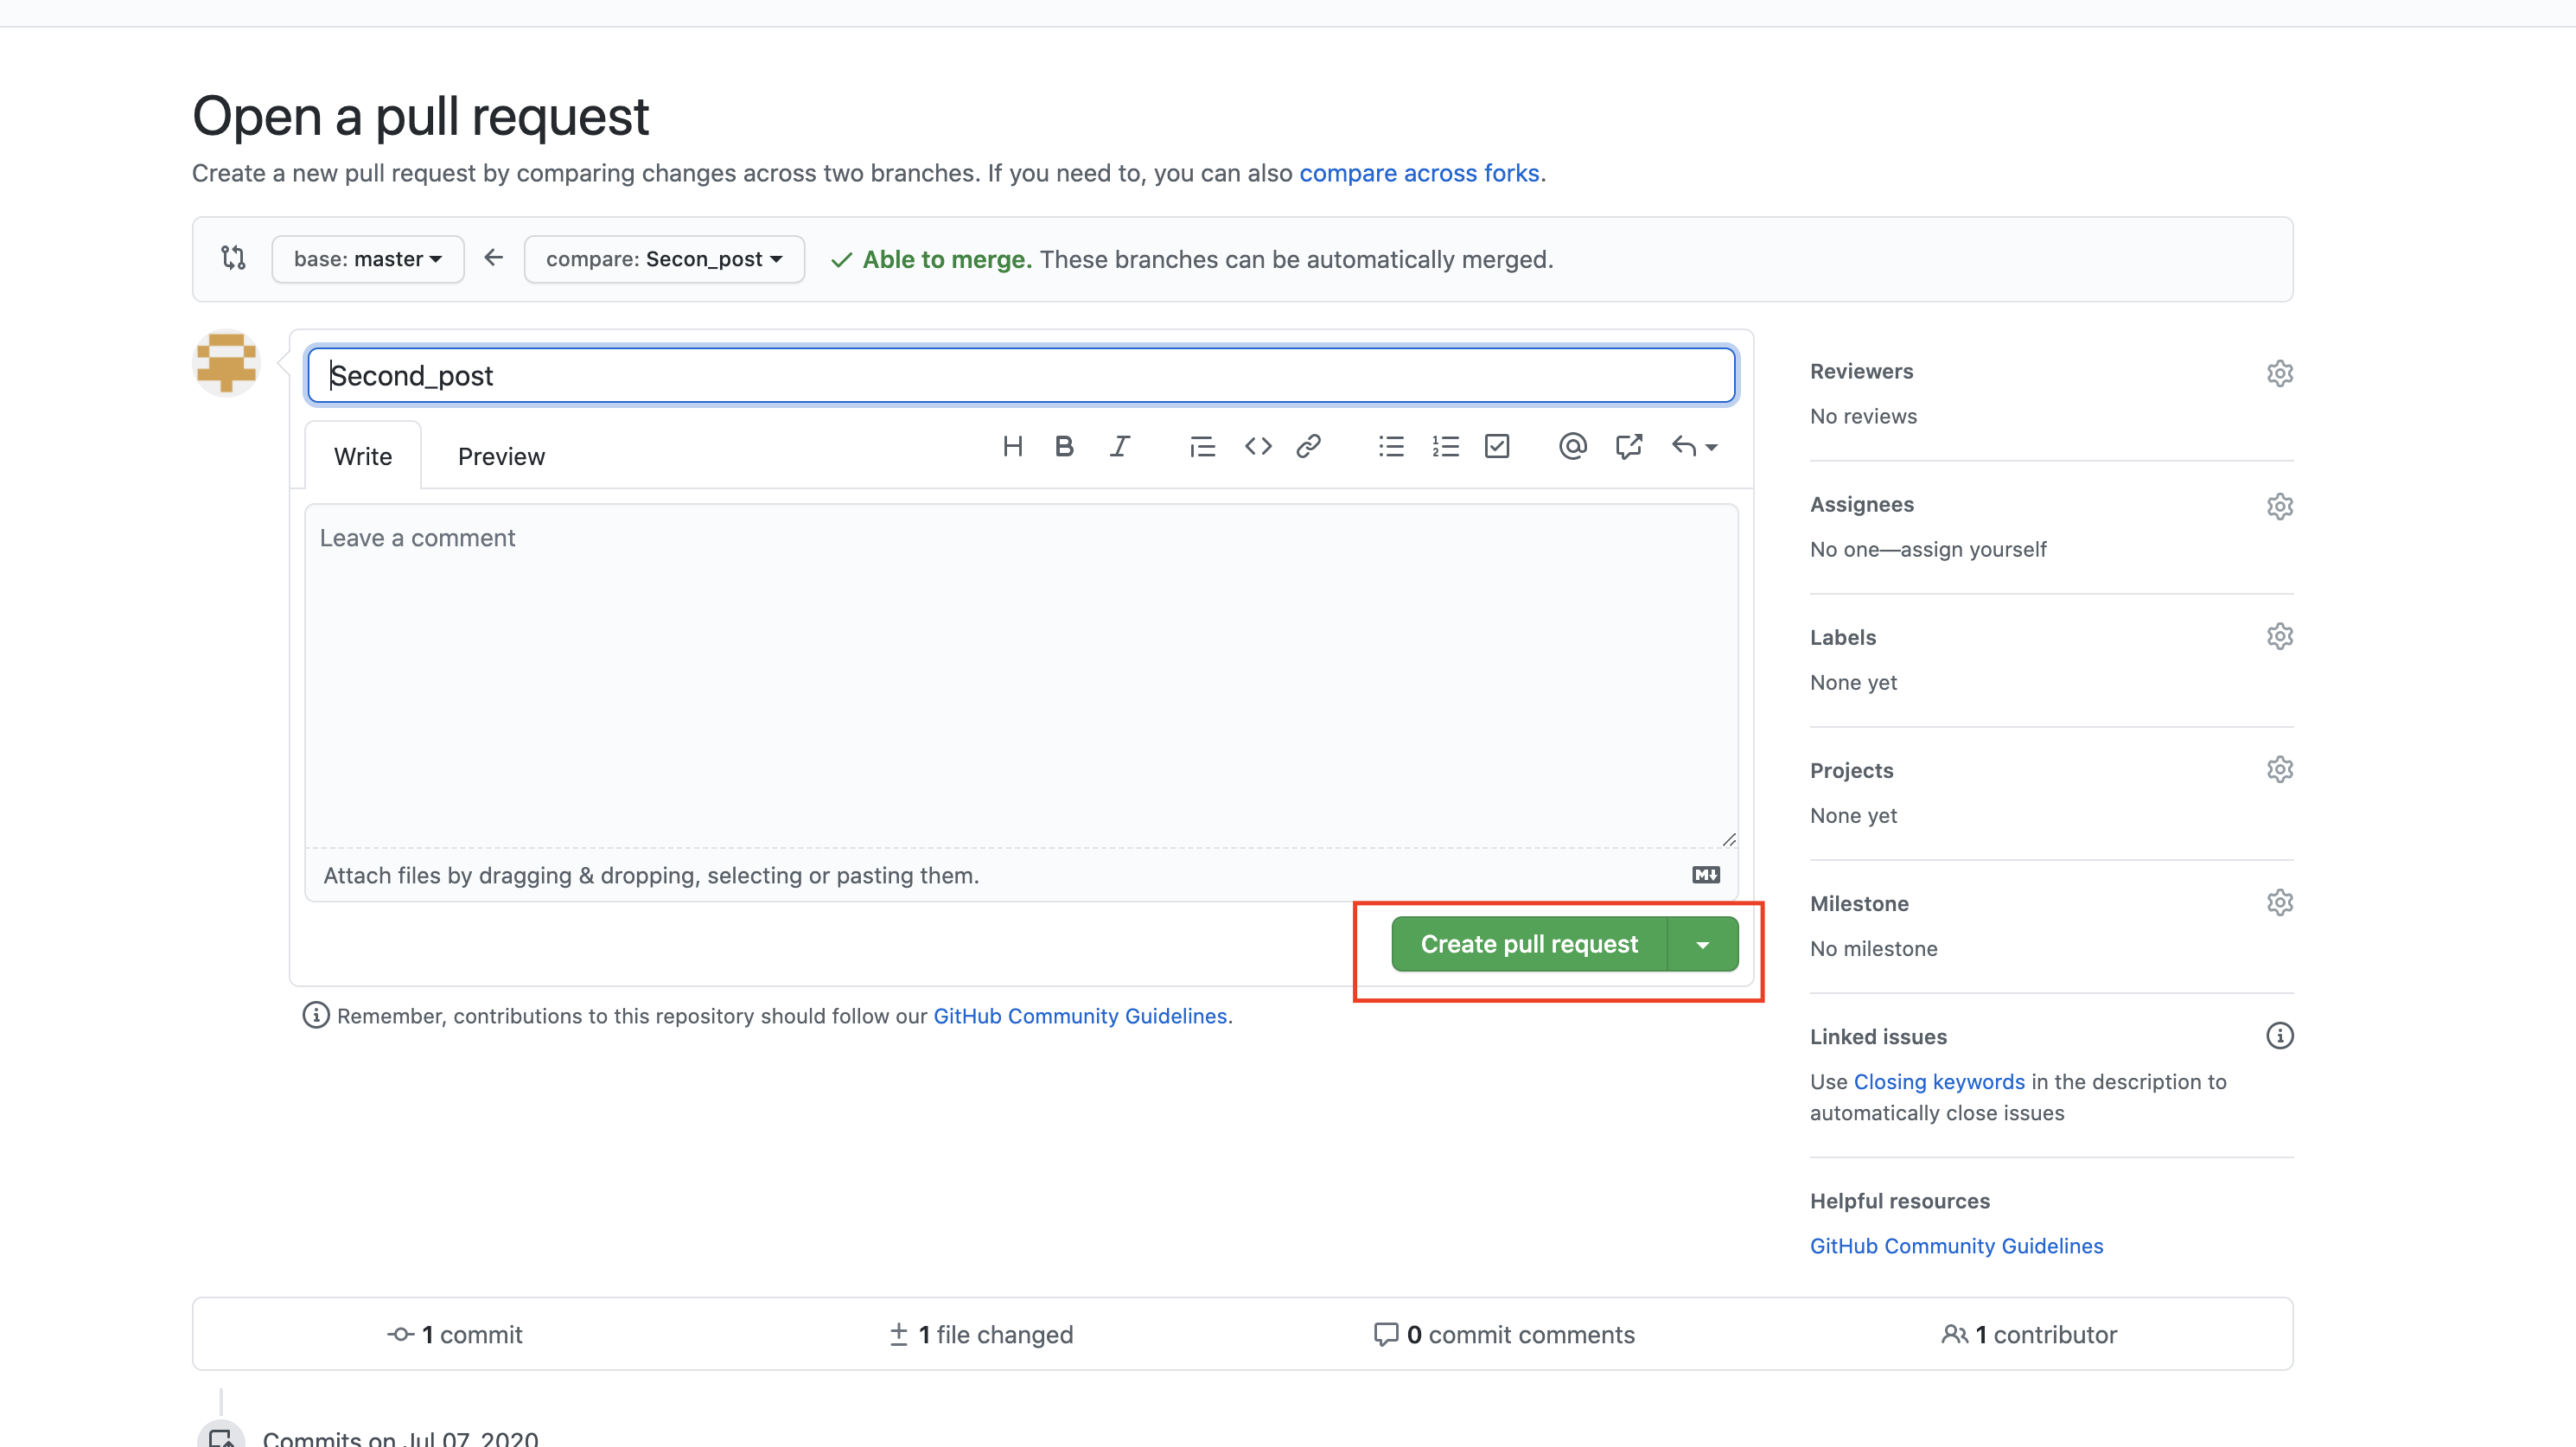 Open a pull request
Create a new pull request by comparing changes across two branches. If you need to, you can also compare across forks.
base: master
compare: Secon_post
Able to merge. These branches can be automatically merged.
Second_post
Write
Preview
Leave a comment
Attach files by dragging & dropping, selecting or pasting them.
Create pull request
Remember, contributions to this repository should follow our GitHub Community Guidelines.
Reviewers
No reviews
Assignees
No one—assign yourself
Labels
None yet
Projects
None yet
Milestone
No milestone
Linked issues
Use Closing keywords in the description to
automatically close issues
Helpful resources
GitHub Community Guidelines
1 commit
1 file changed
0 commit comments
1 contributor
Commits on Jul 07, 2020